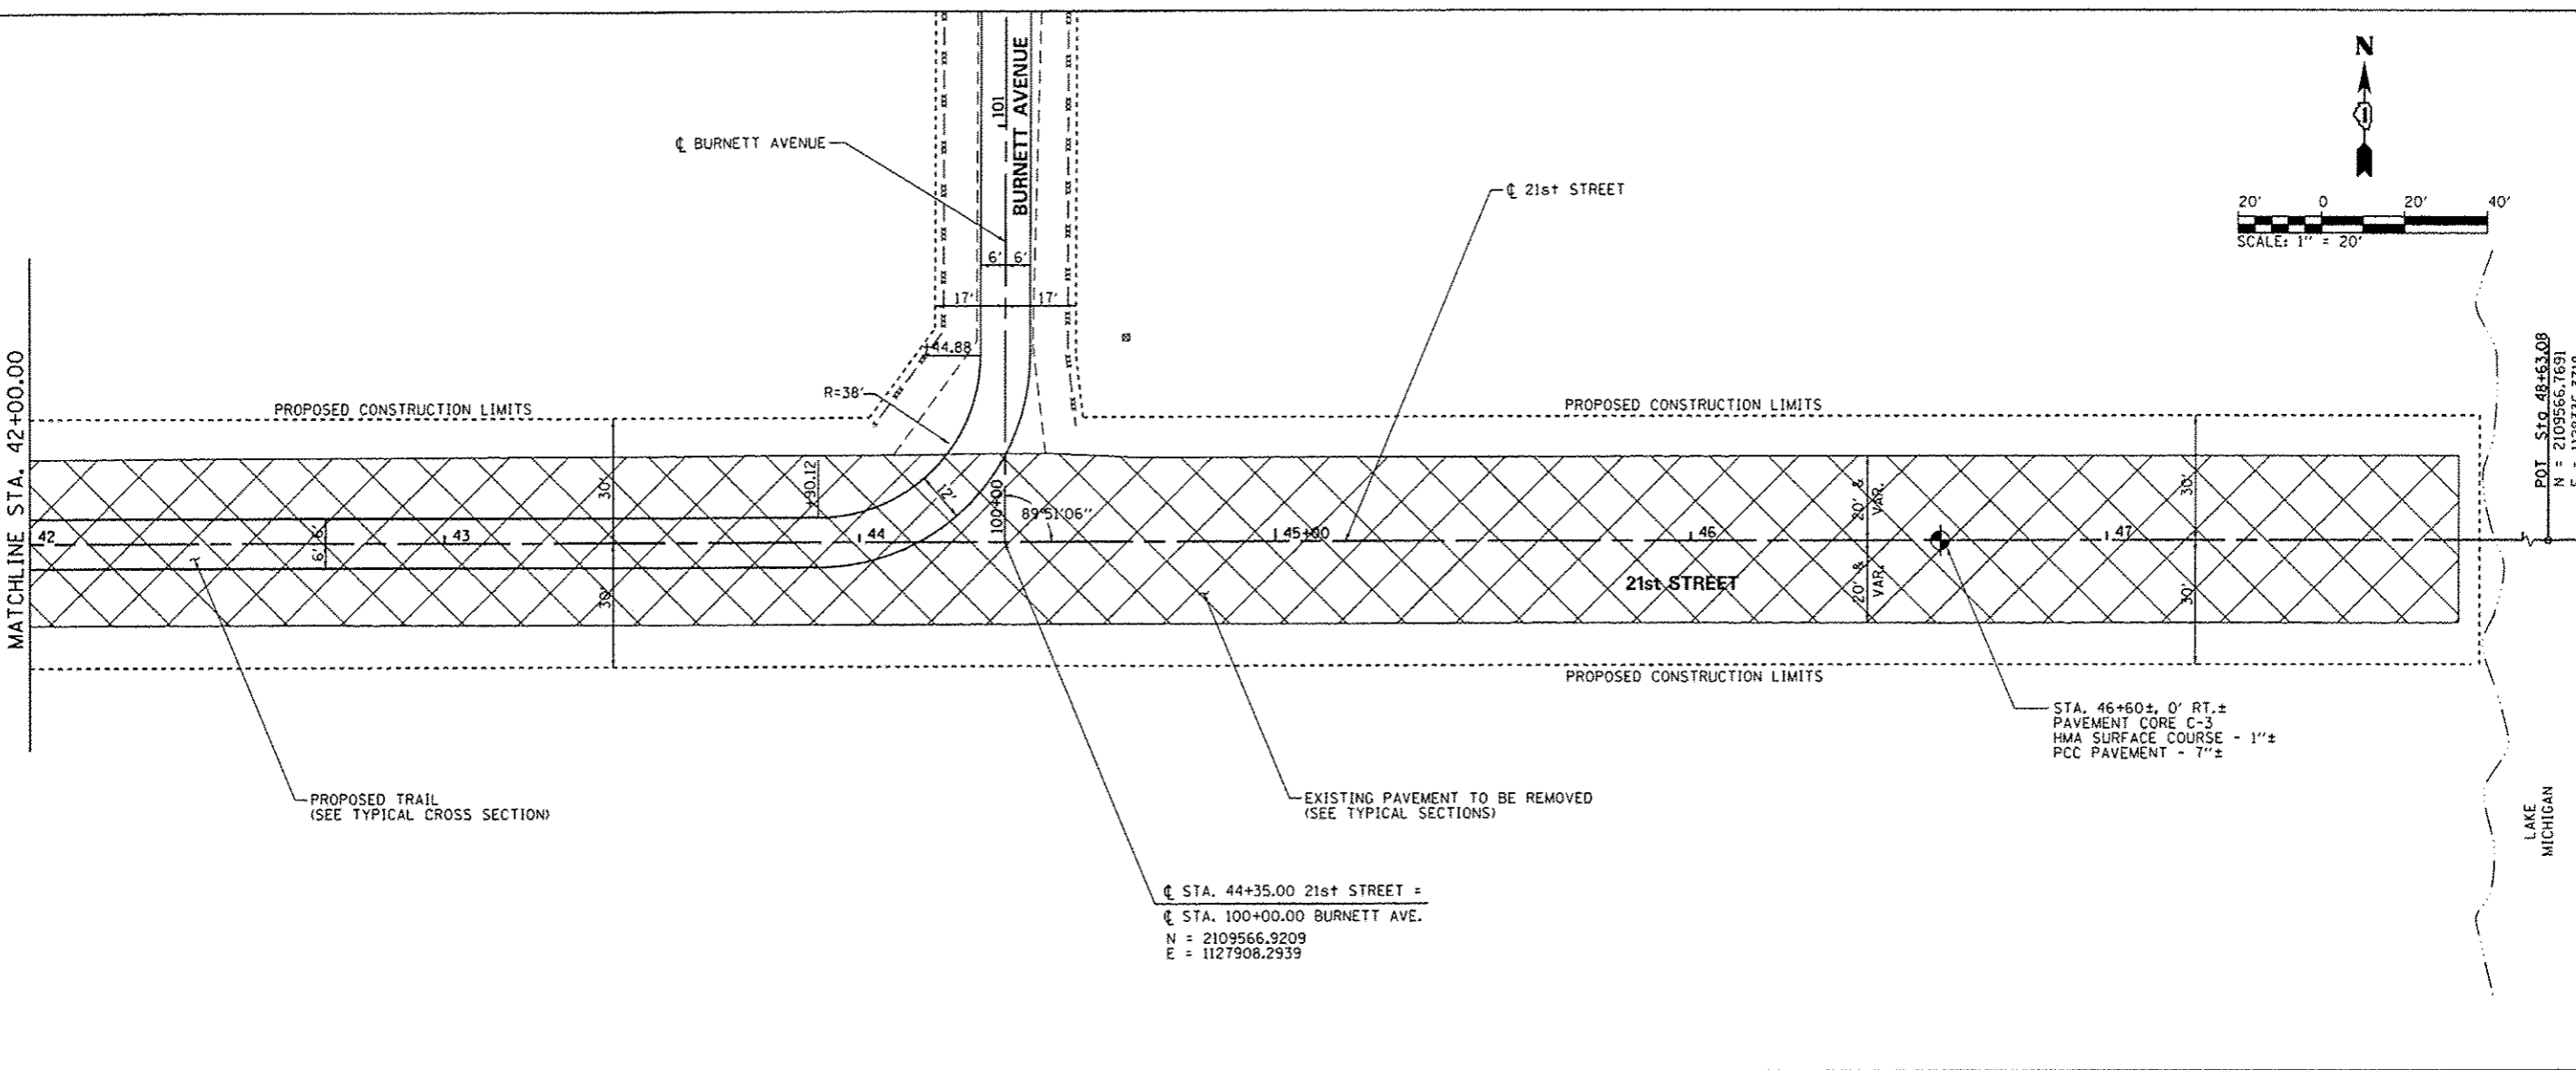 BURNETT AVENUE
101
℄ BURNETT AVENUE
6' 6'
17' 17'
+44.88
R=38'
N
1
20' 0 20' 40'
SCALE: 1" = 20'
℄ 21st STREET
MATCHLINE STA. 42+00.00
PROPOSED CONSTRUCTION LIMITS
PROPOSED CONSTRUCTION LIMITS
POT Sta 48+63.08
N = 2109566.7691
30'
+90.12
12'
100+00
89°51'06"
20' & VAR.
30'
42
43
44
45+00
46
47
6' 6'
30'
21st STREET
20' & VAR.
30'
PROPOSED CONSTRUCTION LIMITS
STA. 46+60±, 0' RT.±
PAVEMENT CORE C-3
HMA SURFACE COURSE - 1"±
PCC PAVEMENT - 7"±
PROPOSED TRAIL
(SEE TYPICAL CROSS SECTION)
EXISTING PAVEMENT TO BE REMOVED
(SEE TYPICAL SECTIONS)
LAKE
MICHIGAN
℄ STA. 44+35.00 21st STREET =
℄ STA. 100+00.00 BURNETT AVE.
N = 2109566.9209
E = 1127908.2939